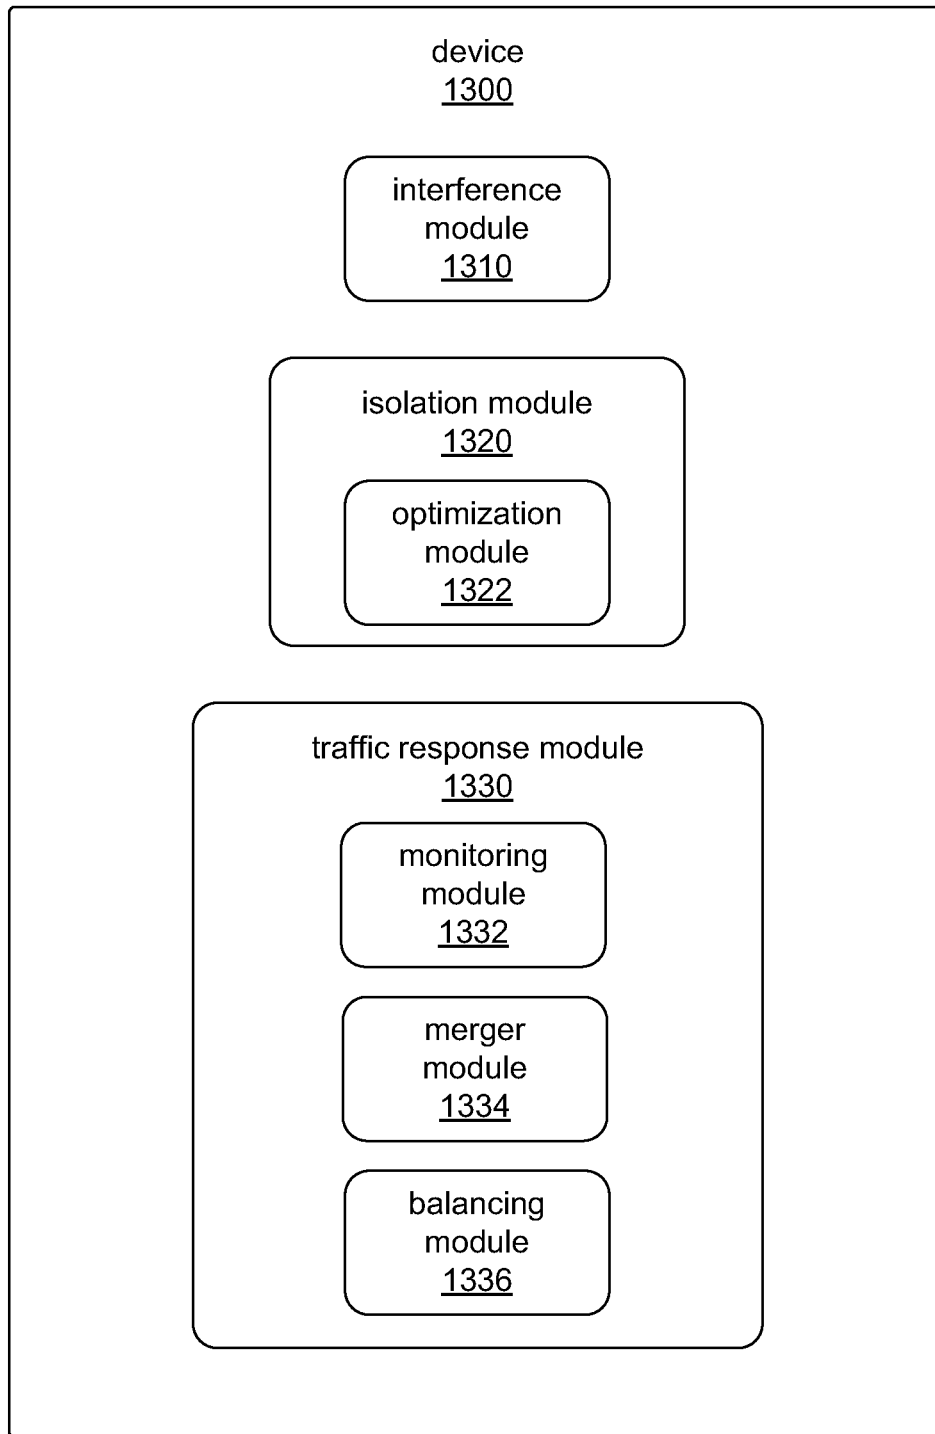 device
1300
interference
module
1310
isolation module
1320
optimization
module
1322
traffic response module
1330
monitoring
module
1332
merger
module
1334
balancing
module
1336